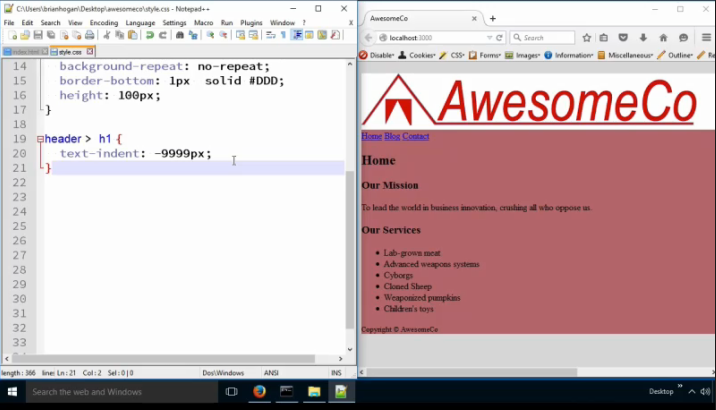 C:\Users\brianhogan\Desktop\awesomeco\style.css - Notepad++
File Edit Search View Encoding Language Settings Macro Run Plugins Window ?
index.html style.css
14 background-repeat: no-repeat;
15 border-bottom: 1px solid #DDD;
16 height: 100px;
17 }
18
19 header > h1 {
20 text-indent: -9999px;
21 }
22
23
24
25
26
27
28
29
30
31
32
33
length : 366 line Ln : 21 Col : 2 Sel : 0 | 0 Dos\Windows ANSI INS
AwesomeCo
localhost:3000
Search
Disable Cookies CSS Forms Images Information Miscellaneous Outline Re
AwesomeCo
Home Blog Contact
Home
Our Mission
To lead the world in business innovation, crushing all who oppose us.
Our Services
Lab-grown meat
Advanced weapons systems
Cyborgs
Cloned Sheep
Weaponized pumpkins
Children's toys
Copyright © AwesomeCo
Search the web and Windows
Desktop